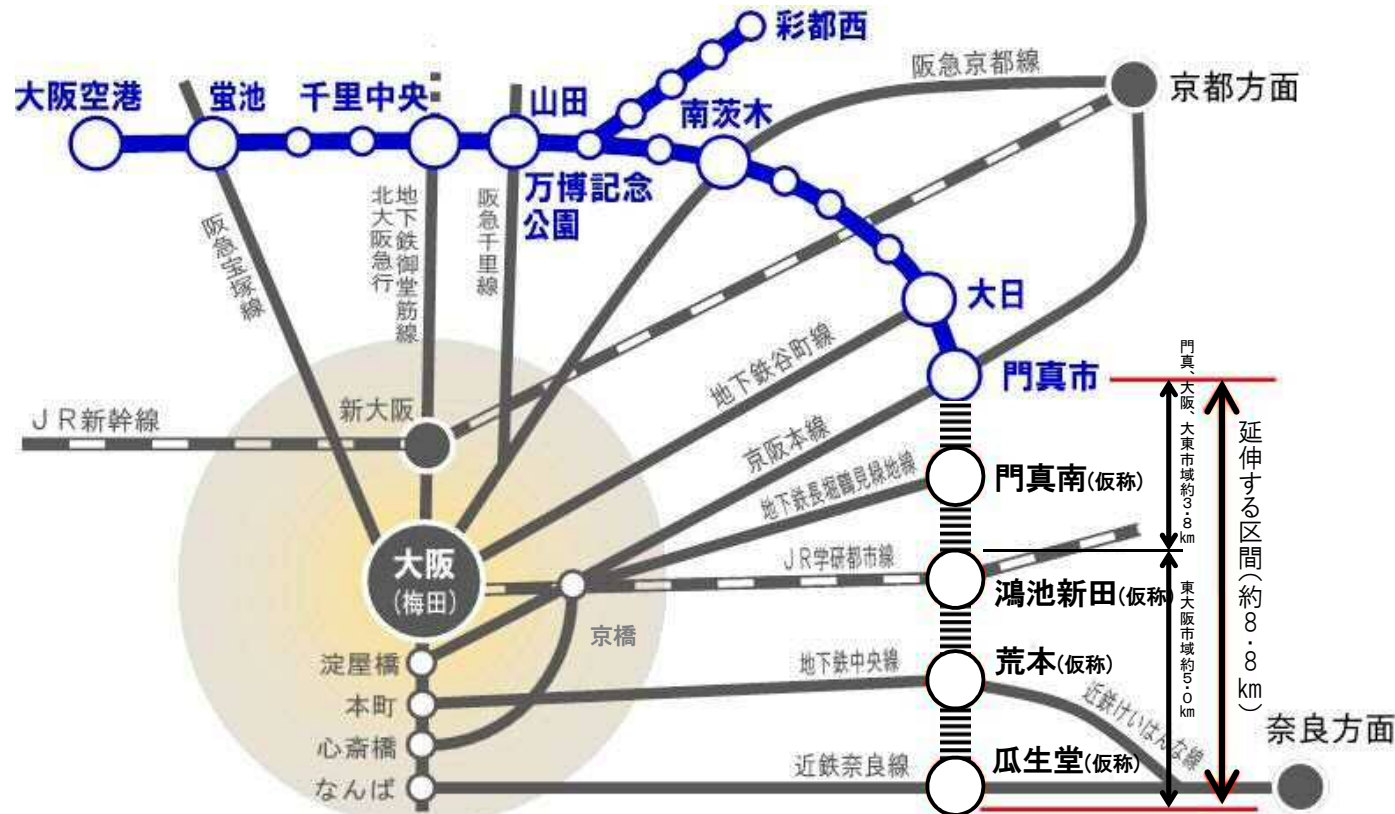 彩都西
阪急京都線
京都方面
大阪空港
蛍池
千里中央
山田
南茨木
万博記念
公園
阪急宝塚線
地下鉄御堂筋線
北大阪急行
阪急千里線
大日
門真市
地下鉄谷町線
新大阪
JR新幹線
京阪本線
地下鉄長堀鶴見緑地線
門真南(仮称)
門真、大阪、大東市域約3.8km
延伸する区間(約8.8km)
大阪
(梅田)
JR学研都市線
鴻池新田(仮称)
京橋
東大阪市域約5.0km
淀屋橋
地下鉄中央線
荒本(仮称)
本町
近鉄けいはんな線
心斎橋
奈良方面
なんば
近鉄奈良線
瓜生堂(仮称)